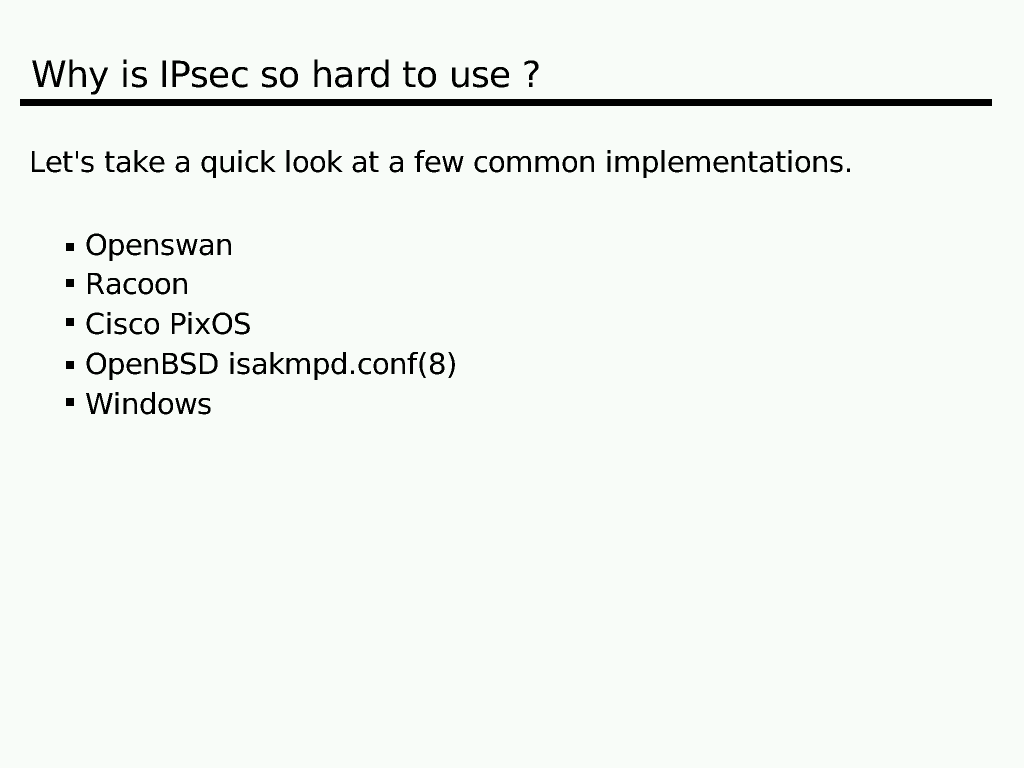 Why is IPsec so hard to use ?
Let's take a quick look at a few common implementations.
▪ Openswan
▪ Racoon
▪ Cisco PixOS
▪ OpenBSD isakmpd.conf(8)
▪ Windows